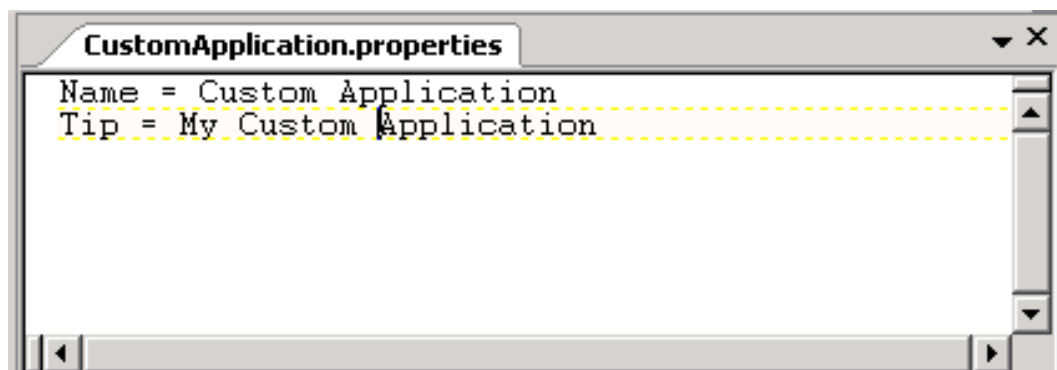 CustomApplication.properties
Name = Custom Application
Tip = My Custom Application